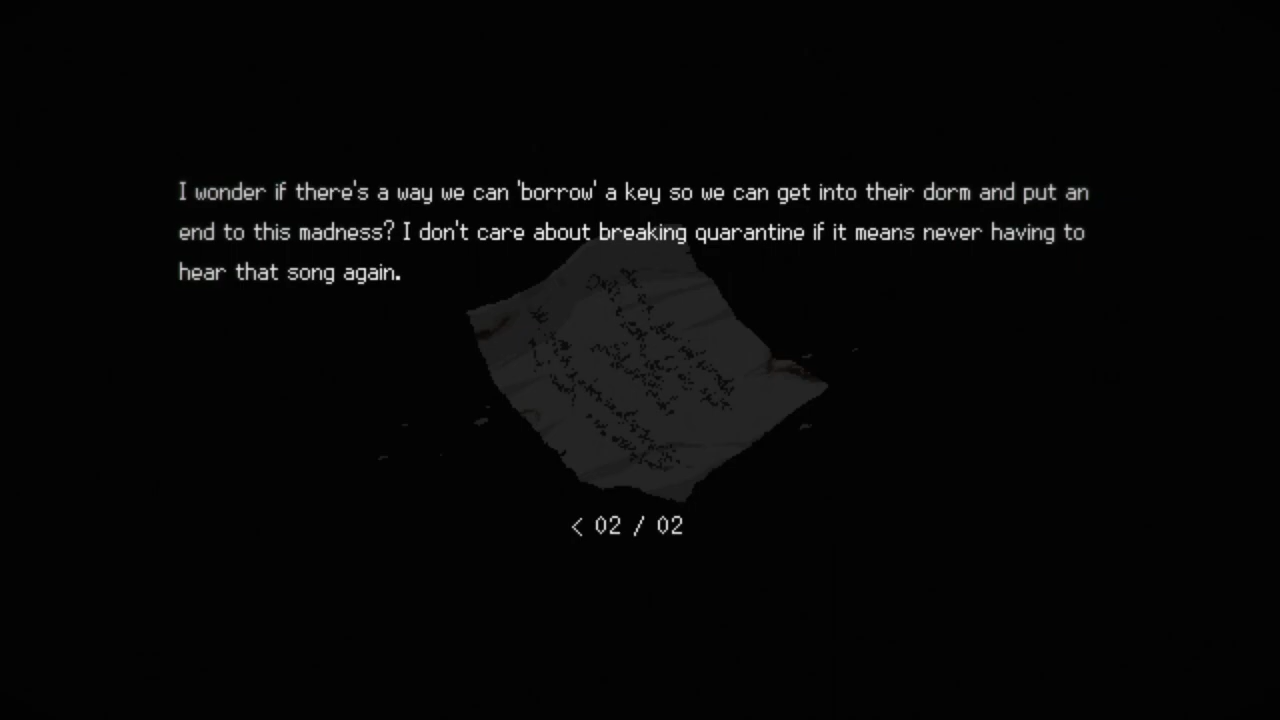 I wonder if there's a way we can 'borrow' a key so we can get into their dorm and put an
end to this madness? I don't care about breaking quarantine if it means never having to
hear that song again.
< 02 / 02